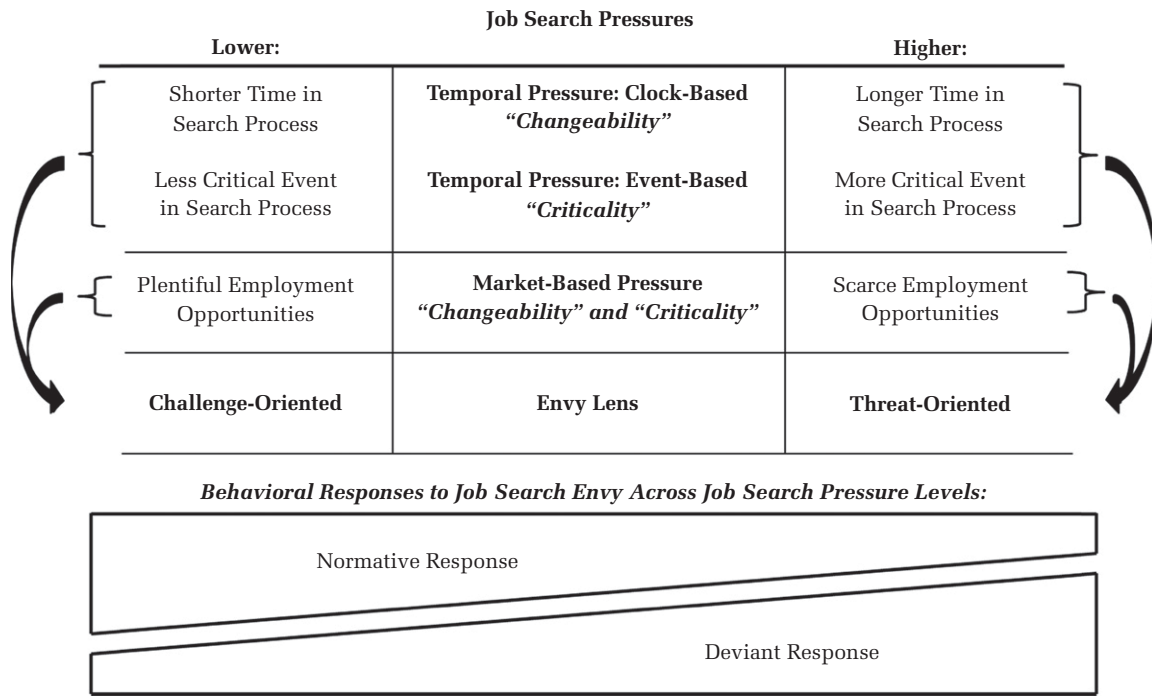 Job Search Pressures
Lower:
Higher:
Shorter Time in
Search Process
Temporal Pressure: Clock-Based
“Changeability”
Longer Time in
Search Process
Less Critical Event
in Search Process
Temporal Pressure: Event-Based
“Criticality”
More Critical Event
in Search Process
Plentiful Employment
Opportunities
Market-Based Pressure
“Changeability” and “Criticality”
Scarce Employment
Opportunities
Challenge-Oriented
Envy Lens
Threat-Oriented
Behavioral Responses to Job Search Envy Across Job Search Pressure Levels:
Normative Response
Deviant Response